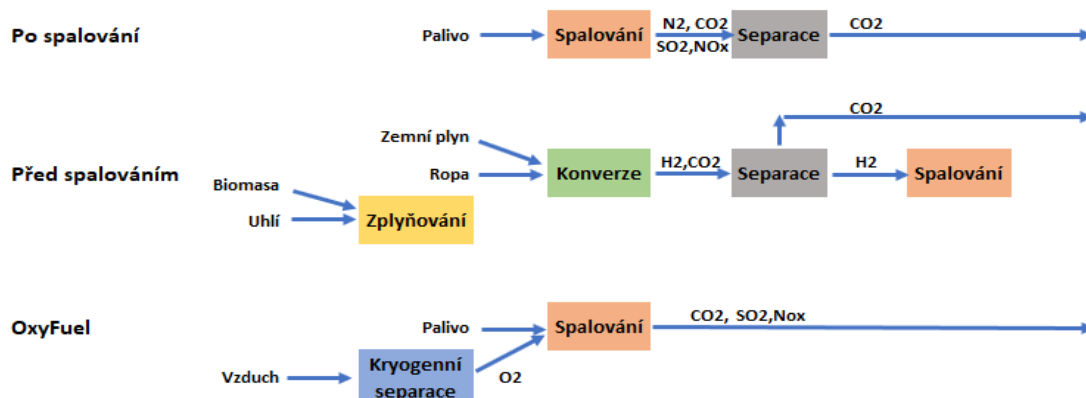 Po spalování
Palivo
Spalování
N2, CO2
SO2,NOx
Separace
CO2
CO2
Zemní plyn
Před spalováním
Ropa
Konverze
H2,CO2
Separace
H2
Spalování
Biomasa
Uhlí
Zplyňování
OxyFuel
Palivo
Spalování
CO2, SO2,Nox
Vzduch
Kryogenní
separace
O2